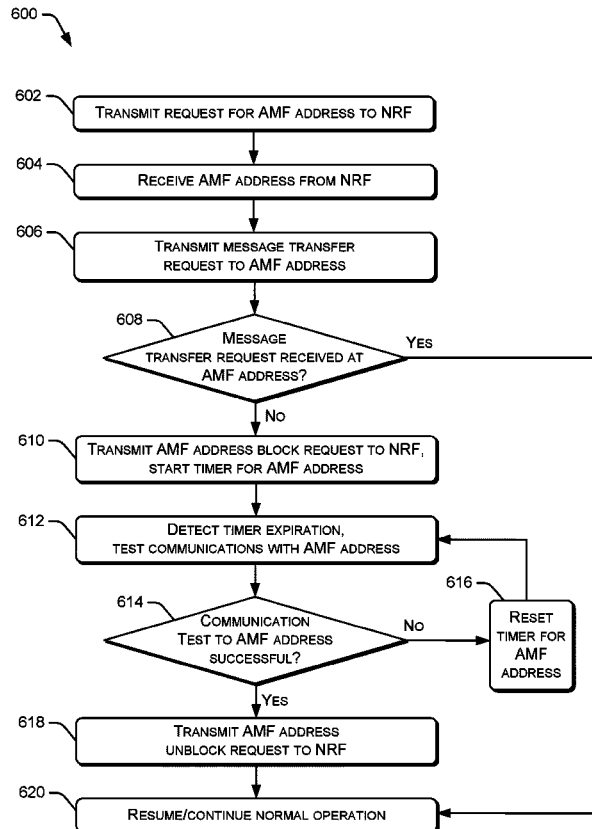 600
602
TRANSMIT REQUEST FOR AMF ADDRESS TO NRF
604
RECEIVE AMF ADDRESS FROM NRF
606
TRANSMIT MESSAGE TRANSFER
REQUEST TO AMF ADDRESS
608
MESSAGE
TRANSFER REQUEST RECEIVED AT
AMF ADDRESS?
YES
NO
610
TRANSMIT AMF ADDRESS BLOCK REQUEST TO NRF,
START TIMER FOR AMF ADDRESS
612
DETECT TIMER EXPIRATION,
TEST COMMUNICATIONS WITH AMF ADDRESS
614
COMMUNICATION
TEST TO AMF ADDRESS
SUCCESSFUL?
NO
616
RESET
TIMER FOR
AMF
ADDRESS
YES
618
TRANSMIT AMF ADDRESS
UNBLOCK REQUEST TO NRF
620
RESUME/CONTINUE NORMAL OPERATION